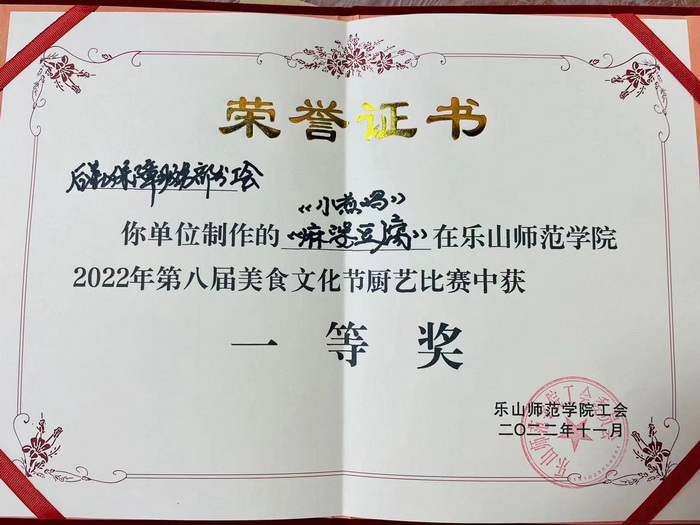 荣誉证书
后勤保障服务部分工会
《小煎鸡》
你单位制作的《麻婆豆腐》在乐山师范学院
2022年第八届美食文化节厨艺比赛中获
一等奖
乐山师范学院工会
二〇二二年十一月